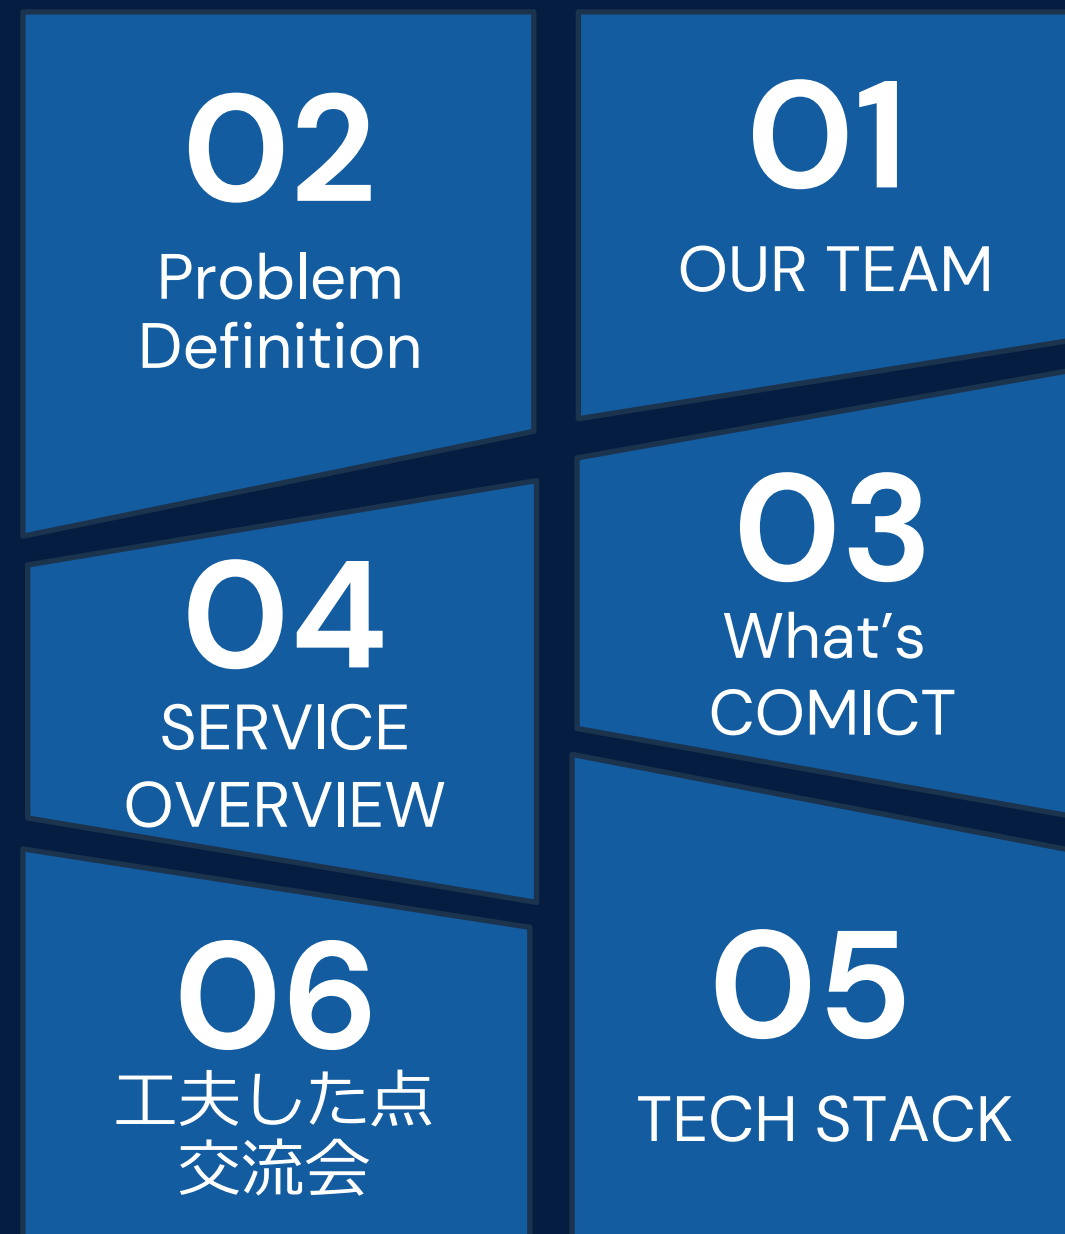 01
OUR TEAM
02
Problem
Definition
03
What’s
COMICT
04
SERVICE
OVERVIEW
05
TECH STACK
06
工夫した点
交流会